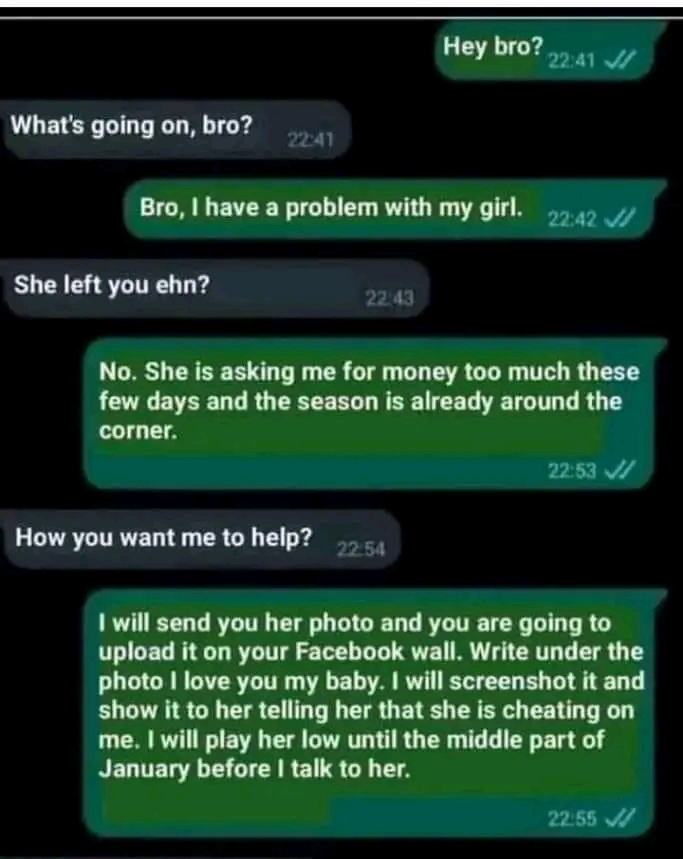 Hey bro?
22:41
What's going on, bro?
22:41
Bro, I have a problem with my girl.
22:42
She left you ehn?
22:43
No. She is asking me for money too much these
few days and the season is already around the
corner.
22:53
How you want me to help?
22:54
I will send you her photo and you are going to
upload it on your Facebook wall. Write under the
photo I love you my baby. I will screenshot it and
show it to her telling her that she is cheating on
me. I will play her low until the middle part of
January before I talk to her.
22:55